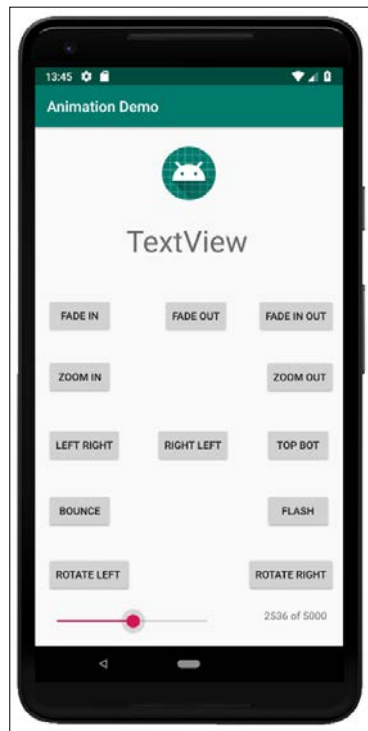 13:45
Animation Demo
TextView
FADE IN FADE OUT FADE IN OUT
ZOOM IN ZOOM OUT
LEFT RIGHT RIGHT LEFT TOP BOT
BOUNCE FLASH
ROTATE LEFT ROTATE RIGHT
2536 of 5000